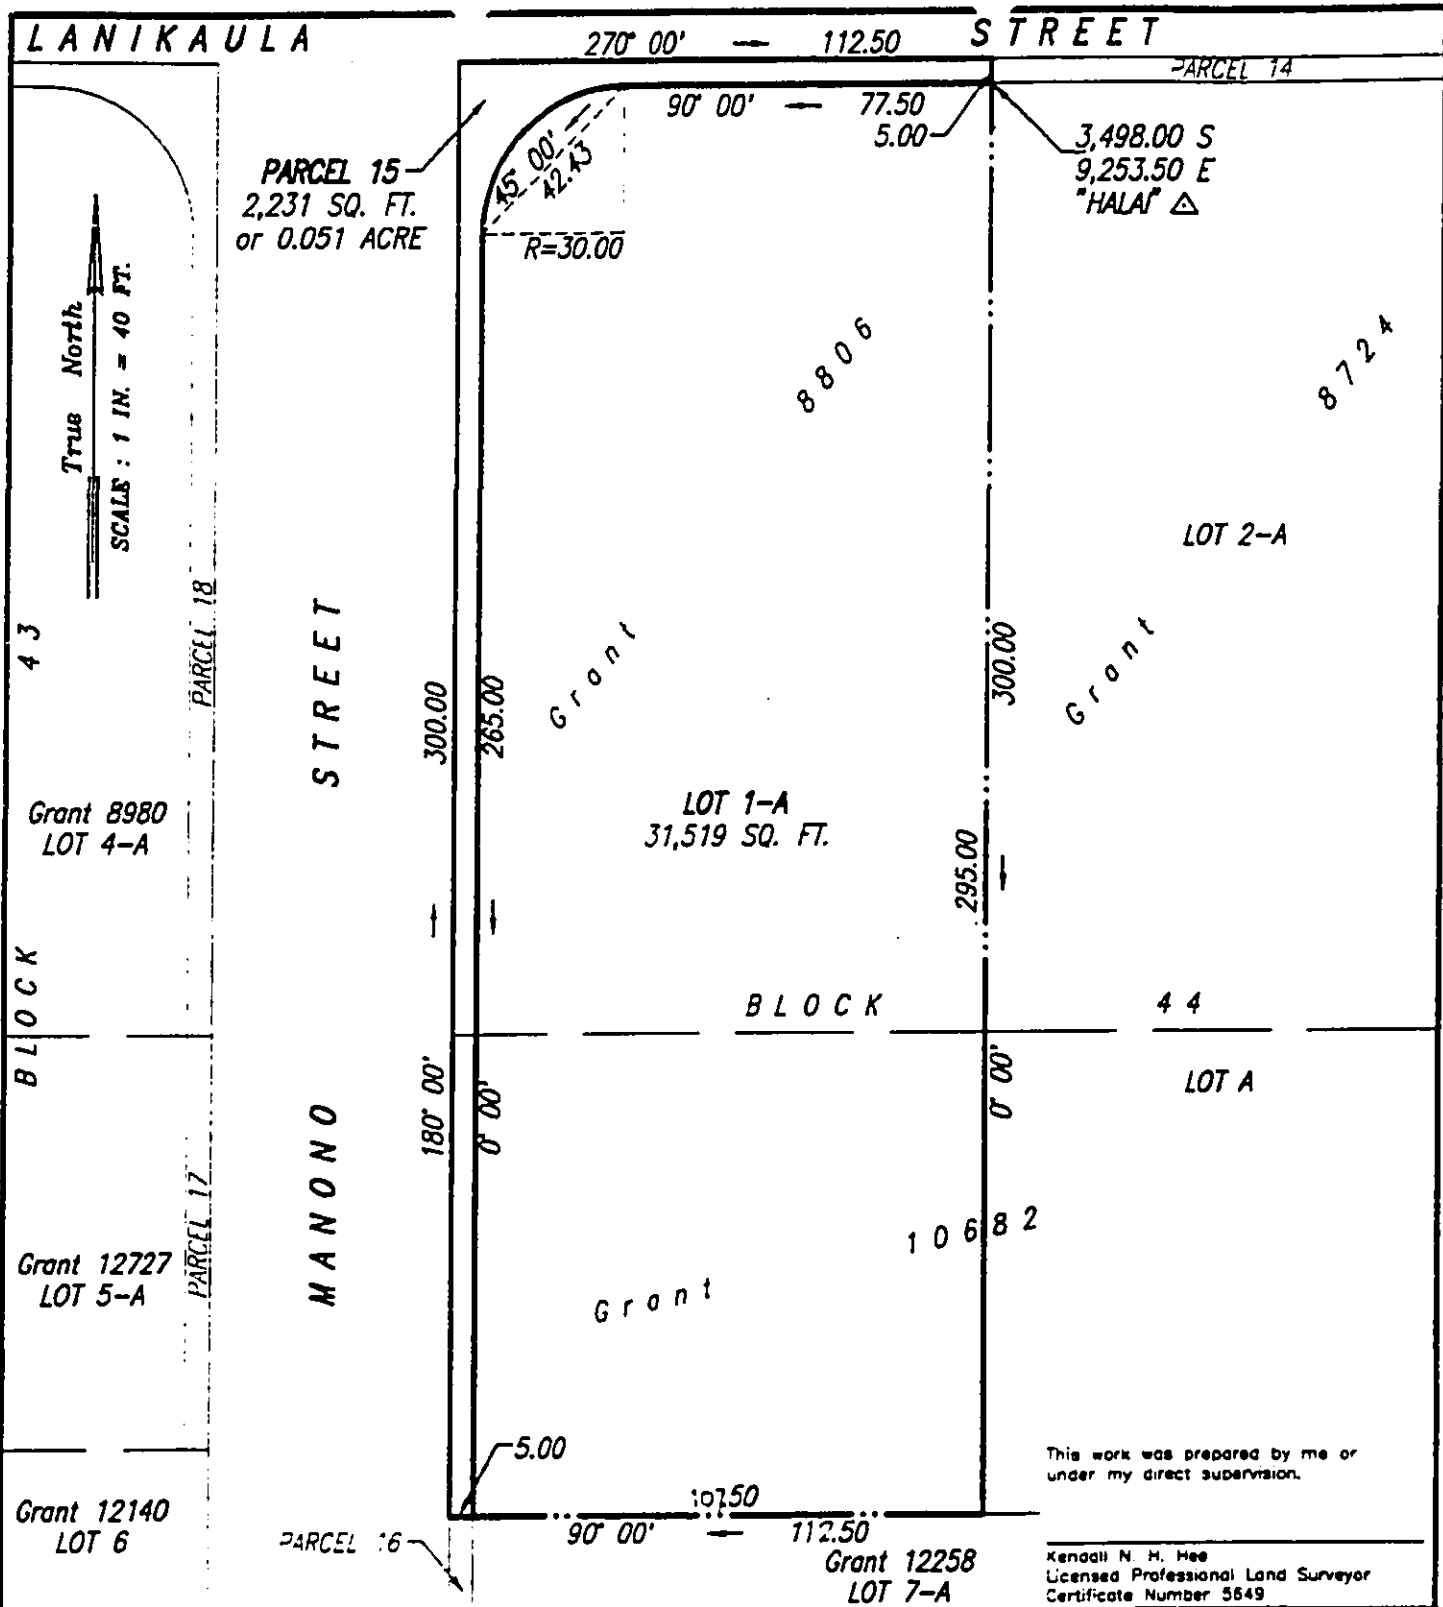 LANIKAULA STREET
270° 00' 112.50
PARCEL 14
90° 00' 77.50
5.00
3,498.00 S
9,253.50 E
"HALAI"
45° 00'
42.43
R=30.00
PARCEL 15
2,231 SQ. FT.
or 0.051 ACRE
True North
SCALE : 1 IN. = 40 FT.
8806
8724
LOT 2-A
PARCEL 18
43
STREET
Grant
Grant
300.00
265.00
300.00
Grant 8980
LOT 4-A
LOT 1-A
31,519 SQ. FT.
295.00
BLOCK
BLOCK 44
180° 00'
0° 00'
0° 00'
LOT A
MANONO
PARCEL 17
Grant 12727
LOT 5-A
10682
Grant
5.00
107.50
90° 00' 112.50
Grant 12140
LOT 6
PARCEL 16
Grant 12258
LOT 7-A
This work was prepared by me or
under my direct supervision.
Kendall N. H. Hee
Licensed Professional Land Surveyor
Certificate Number 5649